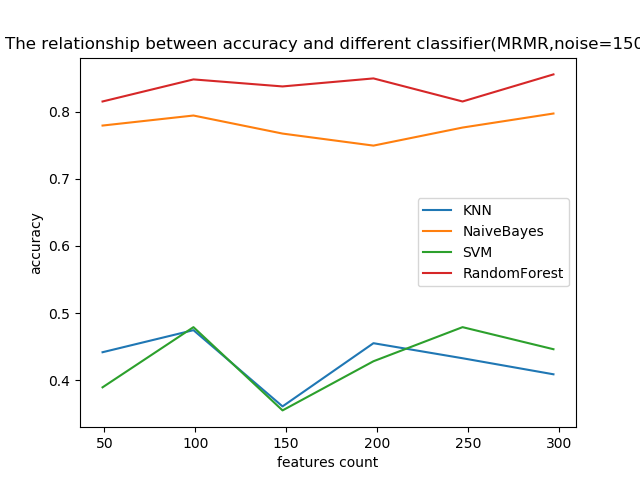 The relationship between accuracy and different classifier(MRMR,noise=150
0.8
0.7
0.6
0.5
0.4
accuracy
KNN
NaiveBayes
SVM
RandomForest
50 100 150 200 250 300
features count